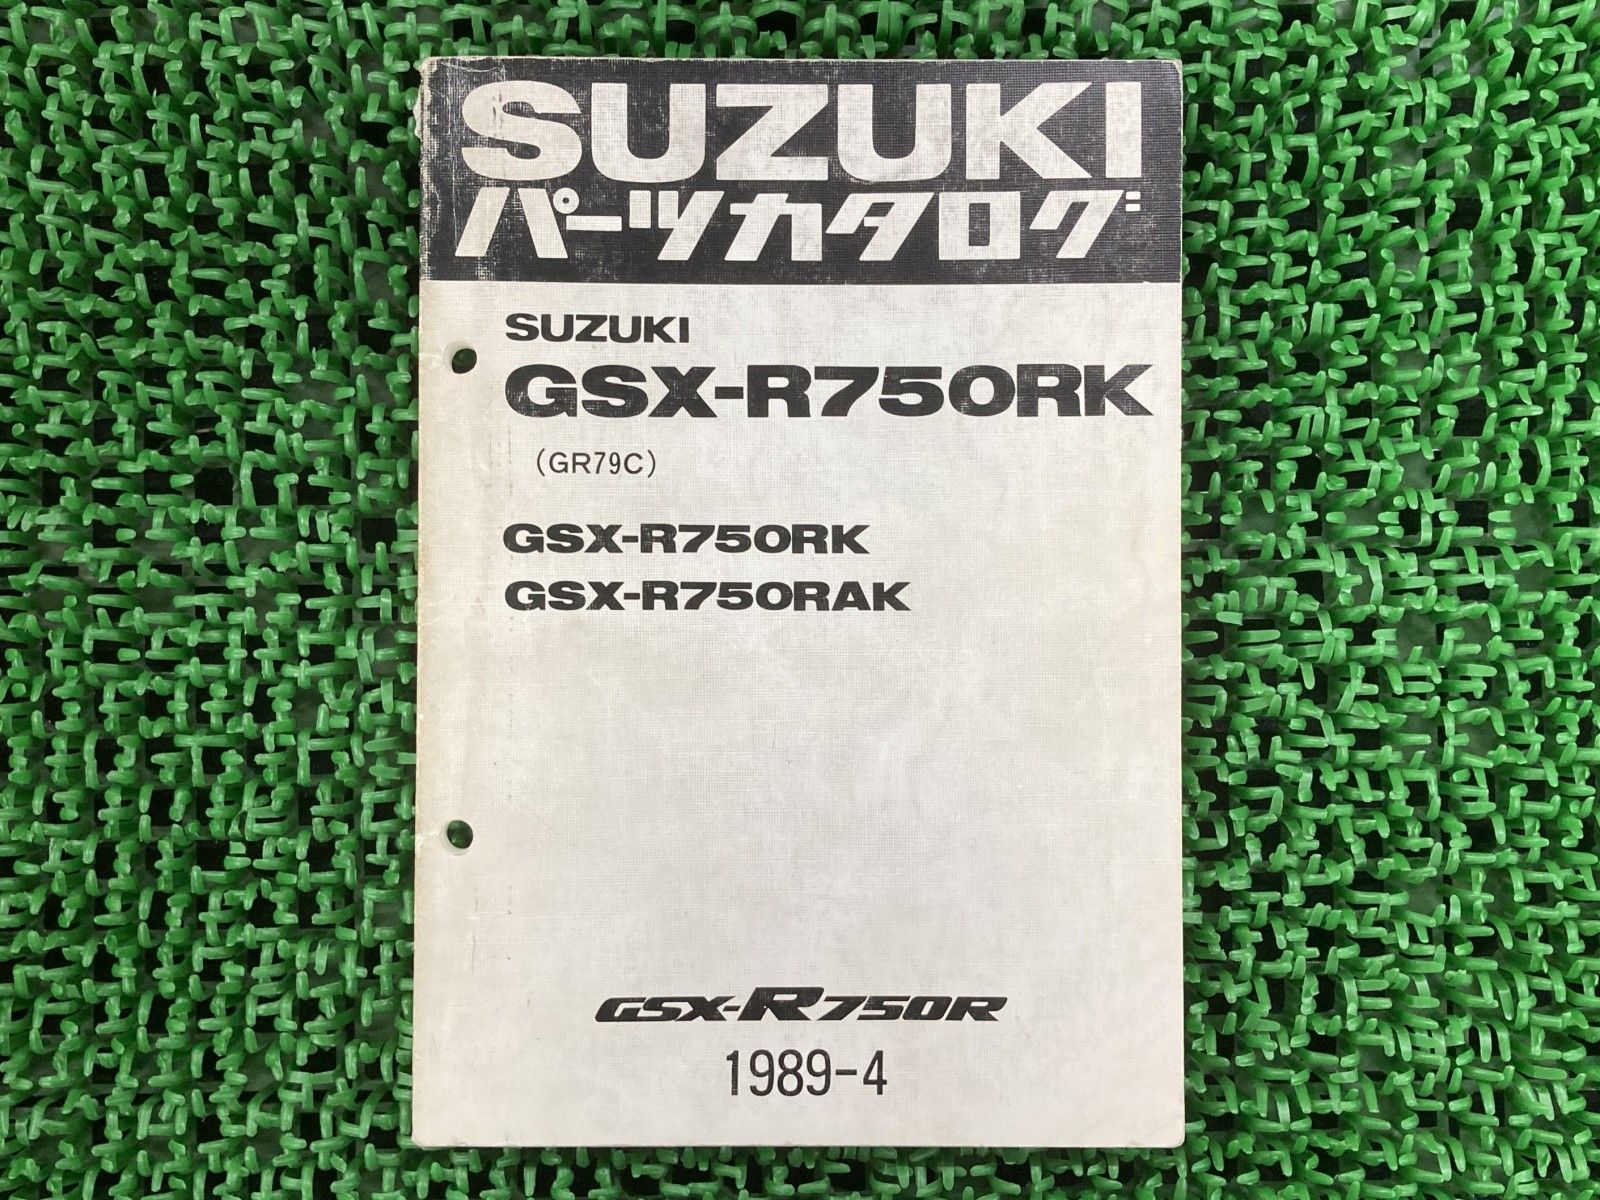 SUZUKI
パーツカタログ
SUZUKI
GSX-R750RK
(GR79C)
GSX-R750RK
GSX-R750RAK
GSX-R750R
1989-4